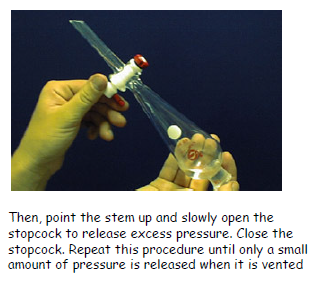 Then, point the stem up and slowly open the
stopcock to release excess pressure. Close the
stopcock. Repeat this procedure until only a small
amount of pressure is released when it is vented